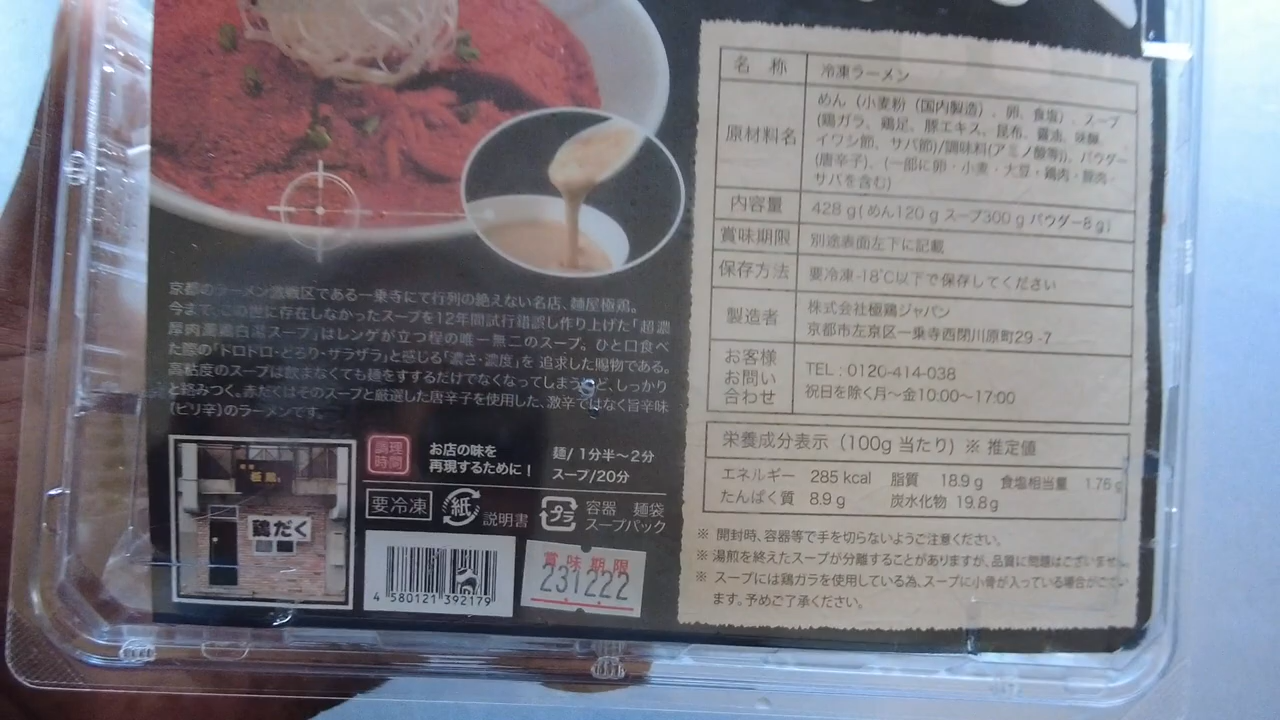 京都のラーメン激戦区である一乗寺にて行列の絶えない名店、麺屋極鶏。
今まで、この世に存在しなかったスープを12年間試行錯誤し作り上げた「超濃
厚肉濃鶏白湯スープ」はレンゲが立つ程の唯一無二のスープ。ひと口食べ
た際の「ドロドロ・とろり・ザラザラ」と感じる「濃さ・濃度」を 追求した賜物である。
高粘度のスープは飲まなくても麺をすするだけでなくなってしまうほど、しっかり
と絡みつく。赤だくはそのスープと厳選した唐辛子を使用した、激辛ではなく旨辛味
(ピリ辛)のラーメンです。
鶏だく
調理
時間
お店の味を
再現するために!
麺/ 1分半～2分
スープ/20分
要冷凍
紙
説明書
プラ
容器 麺袋
スープパック
4 580121 392179
賞味期限
231222
名 称 冷凍ラーメン
原材料名
めん（小麦粉（国内製造）、卵、食塩）、スープ
(鶏ガラ、鶏足、豚エキス、昆布、醤油、味醂、
イワシ節、サバ節)/調味料(アミノ酸等)、パウダー
(唐辛子)、(一部に卵・小麦・大豆・鶏肉・豚肉・
サバを含む)
内容量 428 g(めん120 g スープ300 g パウダー8 g)
賞味期限 別途表面左下に記載
保存方法 要冷凍-18℃以下で保存してください
製造者
株式会社極鶏ジャパン
京都市左京区一乗寺西閉川原町29 -7
お客様
お問い
合わせ
TEL : 0120-414-038
祝日を除く月～金10:00～17:00
栄養成分表示（100g 当たり）※ 推定値
エネルギー 285 kcal 脂質 18.9 g 食塩相当量 1.76 g
たんぱく質 8.9 g 炭水化物 19.8 g
※ 開封時、容器等で手を切らないようご注意ください。
※ 湯煎を終えたスープが分離することがありますが、品質に問題はございません。
※ スープには鶏ガラを使用している為、スープに小骨が入っている場合がござい
ます。予めご了承ください。